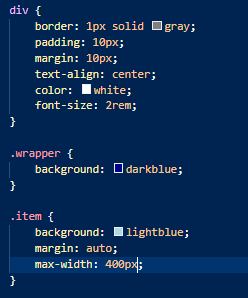 div {
    border: 1px solid gray;
    padding: 10px;
    margin: 10px;
    text-align: center;
    color: white;
    font-size: 2rem;
}
.wrapper {
    background: darkblue;
}
.item {
    background: lightblue;
    margin: auto;
    max-width: 400px;
}